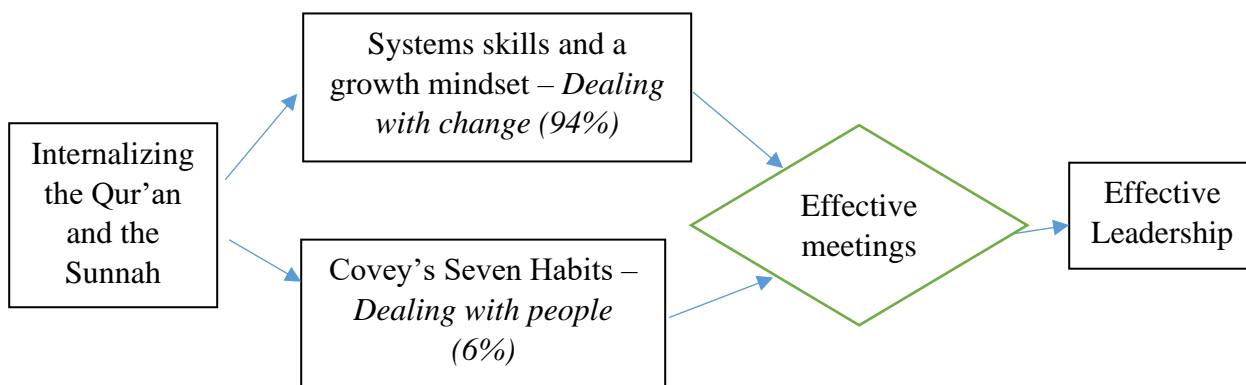 Internalizing
the Qur’an
and the
Sunnah
Systems skills and a
growth mindset – Dealing
with change (94%)
Covey’s Seven Habits –
Dealing with people
(6%)
Effective
meetings
Effective
Leadership